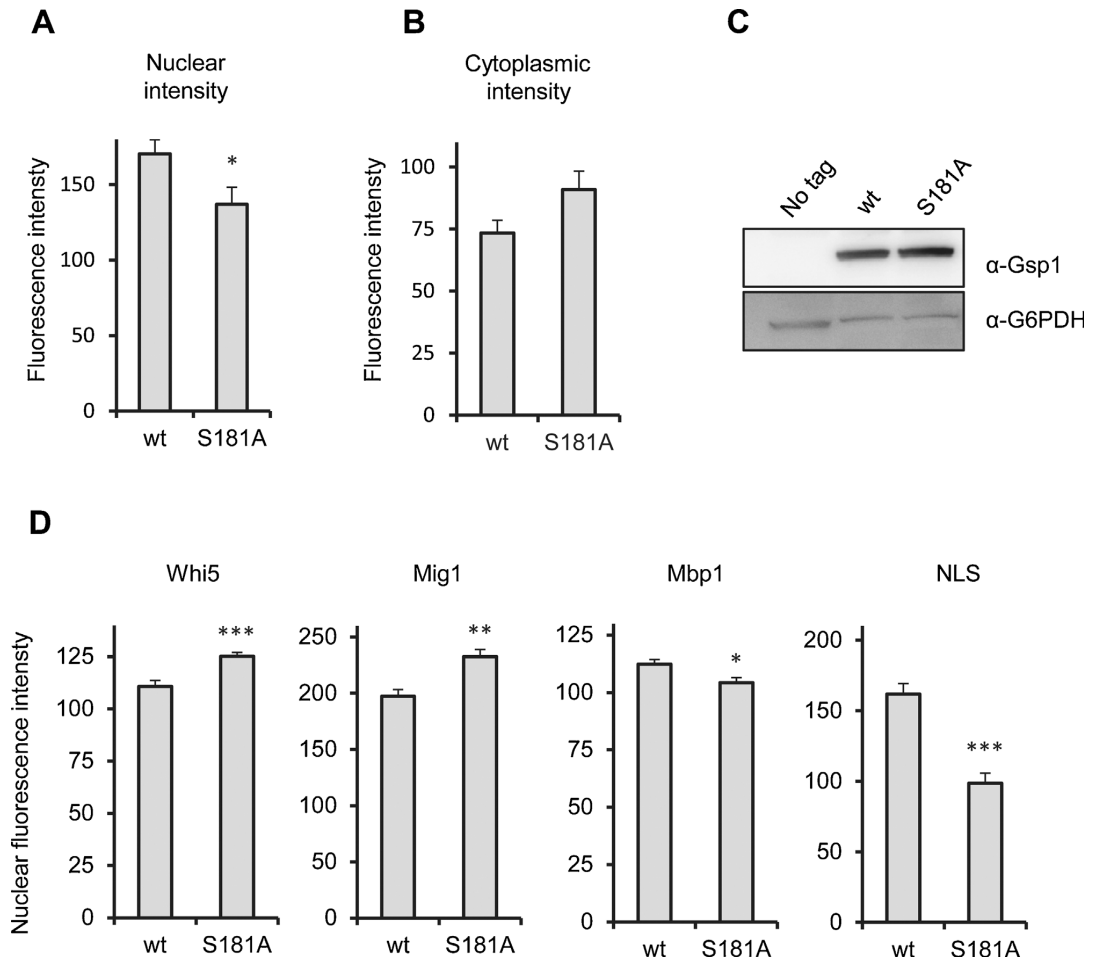 A
Nuclear
intensity
Fluorescence intensty
150
100
50
0
*
wt
S181A
B
Cytoplasmic
intensity
Fluorescence intensty
100
75
50
25
0
wt
S181A
C
No tag
wt
S181A
α-Gsp1
α-G6PDH
D
Nuclear fluorescence intensty
Whi5
125
100
75
50
25
0
***
wt
S181A
Mig1
250
200
150
100
50
0
**
wt
S181A
Mbp1
125
100
75
50
25
0
*
wt
S181A
NLS
200
150
100
50
0
***
wt
S181A